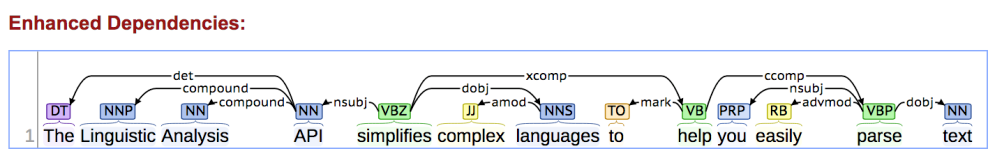 Enhanced Dependencies:
det
compound
xcomp
ccomp
compound
nsubj
dobj
amod
mark
nsubj
advmod
dobj
DT NNP NN NN VBZ JJ NNS TO VB PRP RB VBP NN
1 The Linguistic Analysis API simplifies complex languages to help you easily parse text